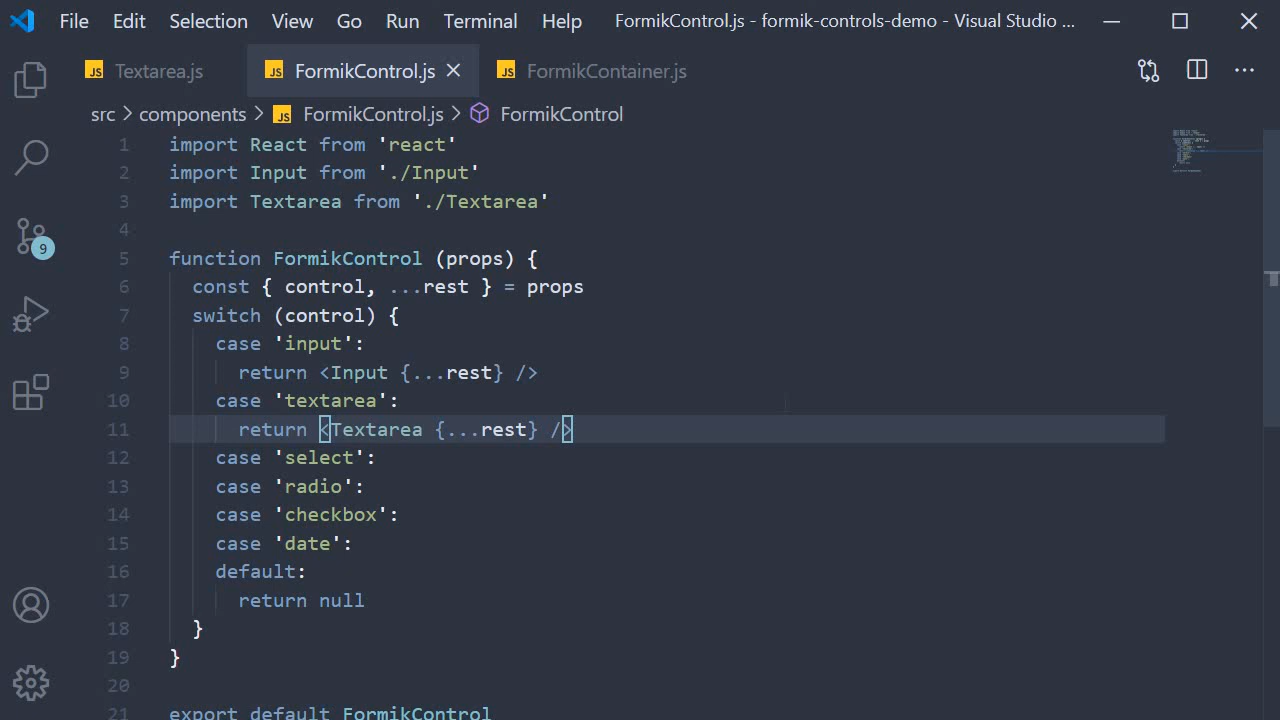 File Edit Selection View Go Run Terminal Help FormikControl.js - formik-controls-demo - Visual Studio ...
JS Textarea.js JS FormikControl.js JS FormikContainer.js
src components JS FormikControl.js FormikControl
1 import React from 'react'
2 import Input from './Input'
3 import Textarea from './Textarea'
4
5 function FormikControl (props) {
6 const { control, ...rest } = props
7 switch (control) {
8 case 'input':
9 return <Input {...rest} />
10 case 'textarea':
11 return <Textarea {...rest} />
12 case 'select':
13 case 'radio':
14 case 'checkbox':
15 case 'date':
16 default:
17 return null
18 }
19 }
20
21 export default FormikControl
9